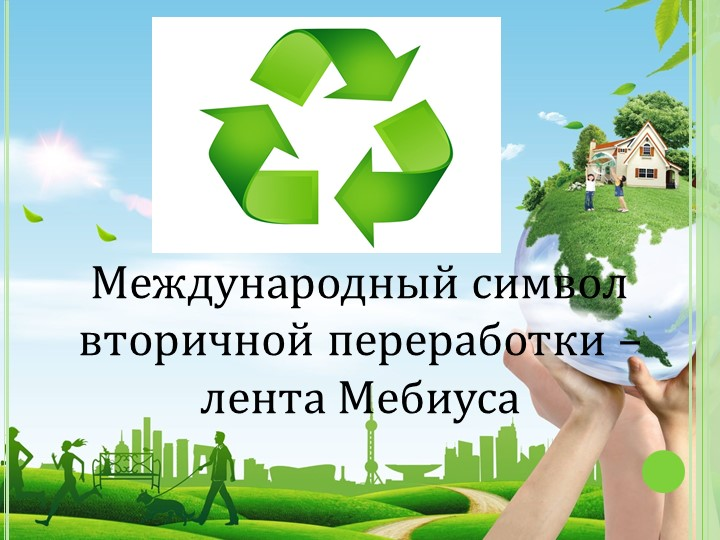 Международный символ
вторичной переработки –
лента Мебиуса